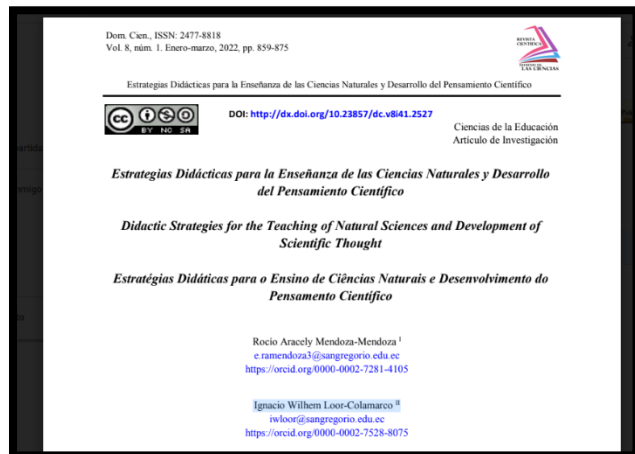 Dom. Cien., ISSN: 2477-8818
Vol. 8, núm. 1. Enero-marzo, 2022, pp. 859-875
REVISTA
CIENTÍFICA
LAS CIENCIAS
Estrategias Didácticas para la Enseñanza de las Ciencias Naturales y Desarrollo del Pensamiento Científico
cc
BY NC SA
DOI: http://dx.doi.org/10.23857/dc.v8i41.2527
Ciencias de la Educación
Artículo de Investigación
Estrategias Didácticas para la Enseñanza de las Ciencias Naturales y Desarrollo
del Pensamiento Científico
Didactic Strategies for the Teaching of Natural Sciences and Development of
Scientific Thought
Estratégias Didáticas para o Ensino de Ciências Naturais e Desenvolvimento do
Pensamento Científico
Rocío Aracely Mendoza-Mendoza I
e.ramendoza3@sangregorio.edu.ec
https://orcid.org/0000-0002-7281-4105
Ignacio Wilhem Loor-Colamarco II
iwloor@sangregorio.edu.ec
https://orcid.org/0000-0002-7528-8075